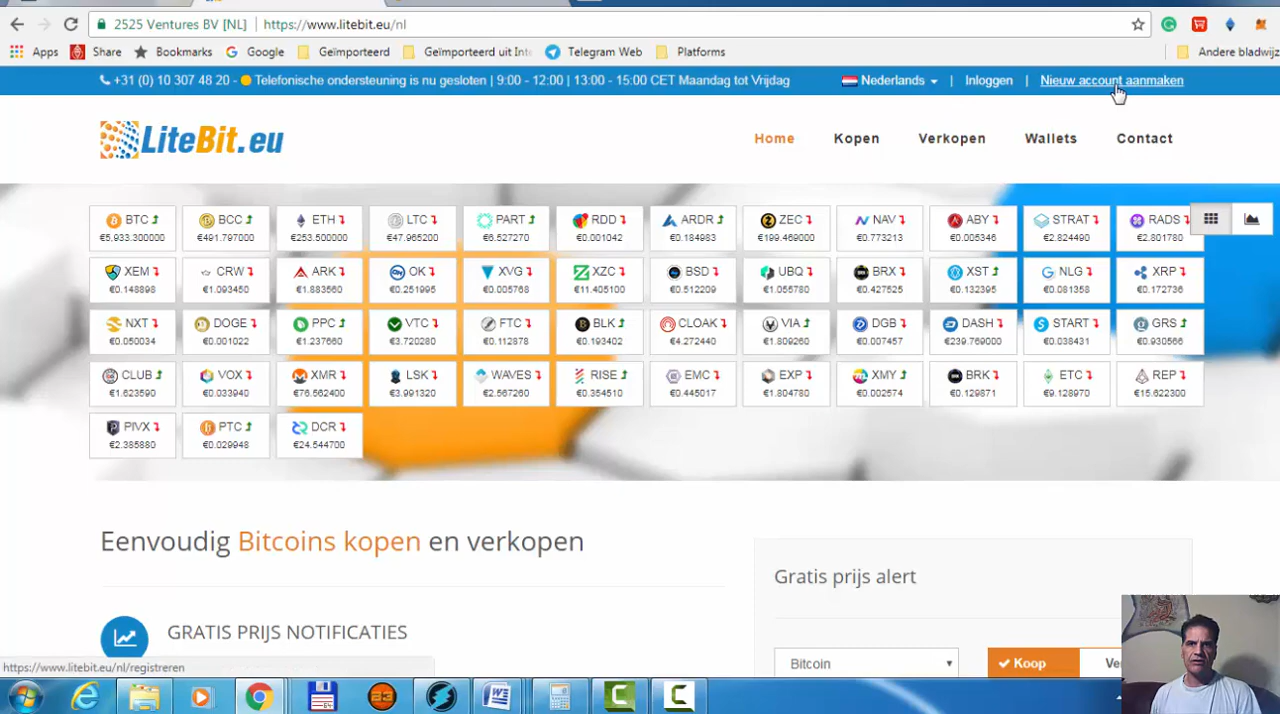 2525 Ventures BV [NL] https://www.litebit.eu/nl
Apps Share Bookmarks Google Geïmporteerd Geïmporteerd uit Inte Telegram Web Platforms Andere bladwijz
+31 (0) 10 307 48 20 - Telefonische ondersteuning is nu gesloten | 9:00 - 12:00 | 13:00 - 15:00 CET Maandag tot Vrijdag Nederlands | Inloggen | Nieuw account aanmaken
LiteBit.eu Home Kopen Verkopen Wallets Contact
BTC BCC ETH LTC PART RDD ARDR ZEC NAV ABY STRAT RADS
€5,933.300000 €491.797000 €253.500000 €47.965200 €6.527270 €0.001042 €0.184983 €199.469000 €0.773213 €0.005346 €2.824490 €2.801780
XEM CRW ARK OK XVG XZC BSD UBQ BRX XST NLG XRP
€0.148898 €1.093450 €1.883560 €0.251995 €0.005768 €11.405100 €0.512209 €1.055780 €0.427525 €0.132395 €0.081358 €0.172736
NXT DOGE PPC VTC FTC BLK CLOAK VIA DGB DASH START GRS
€0.050034 €0.001022 €1.237660 €3.720280 €0.112878 €0.193402 €4.272440 €1.809260 €0.007457 €239.769000 €0.038431 €0.930566
CLUB VOX XMR LSK WAVES RISE EMC EXP XMY BRK ETC REP
€1.623590 €0.033940 €76.562400 €3.991320 €2.567260 €0.354510 €0.445017 €1.804780 €0.002574 €0.129871 €9.128970 €15.622300
PIVX PTC DCR
€2.385880 €0.029948 €24.544700
Eenvoudig Bitcoins kopen en verkopen
Gratis prijs alert
GRATIS PRIJS NOTIFICATIES
Bitcoin Koop Ve
https://www.litebit.eu/nl/registreren